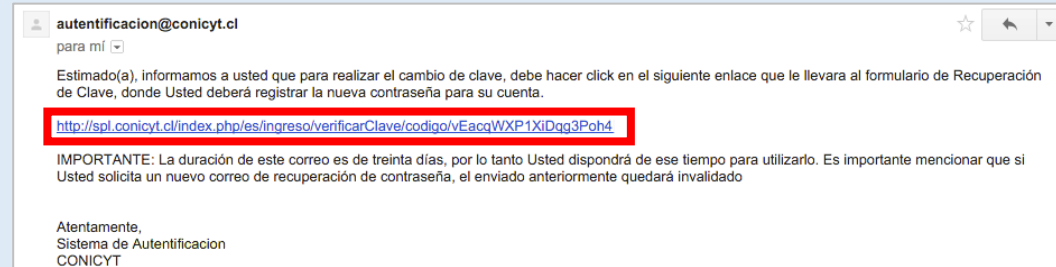 autentificacion@conicyt.cl
para mí
Estimado(a), informamos a usted que para realizar el cambio de clave, debe hacer click en el siguiente enlace que le llevara al formulario de Recuperación
de Clave, donde Usted deberá registrar la nueva contraseña para su cuenta.
http://spl.conicyt.cl/index.php/es/ingreso/verificarClave/codigo/vEacqWXP1XiDqg3Poh4
IMPORTANTE: La duración de este correo es de treinta días, por lo tanto Usted dispondrá de ese tiempo para utilizarlo. Es importante mencionar que si
Usted solicita un nuevo correo de recuperación de contraseña, el enviado anteriormente quedará invalidado
Atentamente,
Sistema de Autentificacion
CONICYT